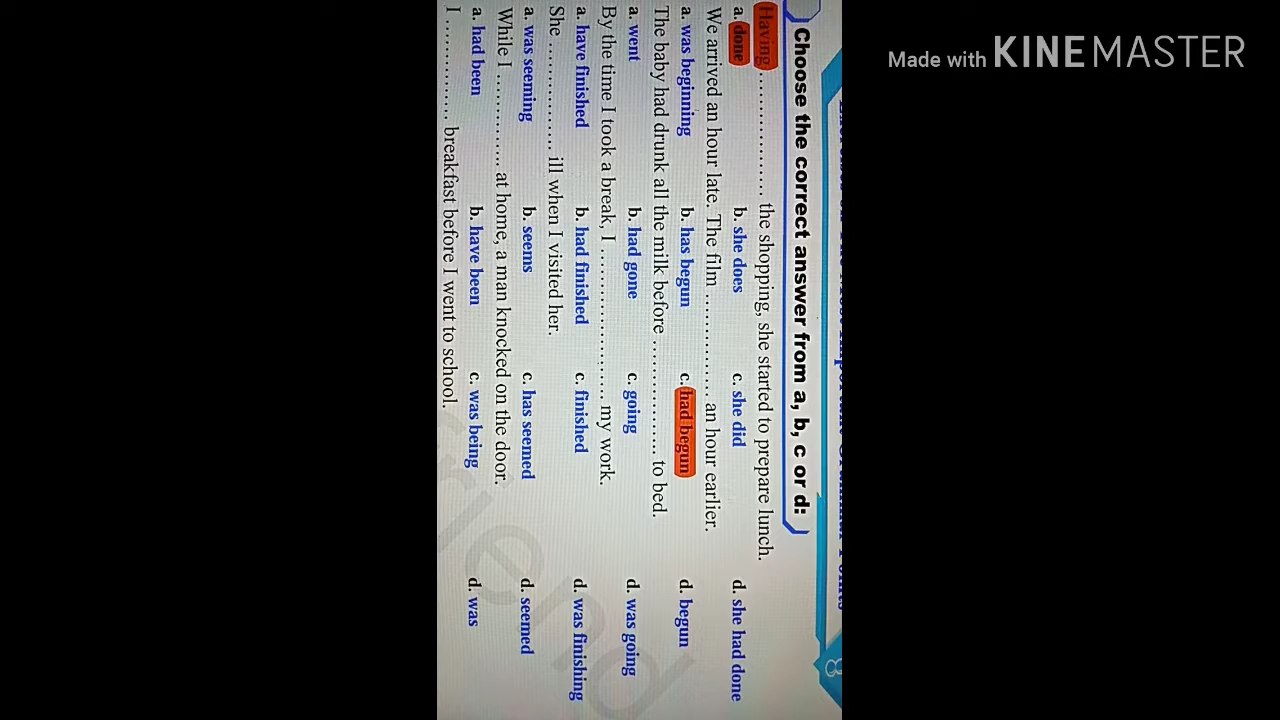 Made with KINEMASTER
8
Choose the correct answer from a, b, c or d:
Having .................... the shopping, she started to prepare lunch.
a. done b. she does c. she did d. she had done
We arrived an hour late. The film ................ an hour earlier.
a. was beginning b. has begun c. had begun d. begun
The baby had drunk all the milk before .................. to bed.
a. went b. had gone c. going d. was going
By the time I took a break, I ........................ my work.
a. have finished b. had finished c. finished d. was finishing
She ................ ill when I visited her.
a. was seeming b. seems c. has seemed d. seemed
While I .............. at home, a man knocked on the door.
a. had been b. have been c. was being d. was
I .............. breakfast before I went to school.